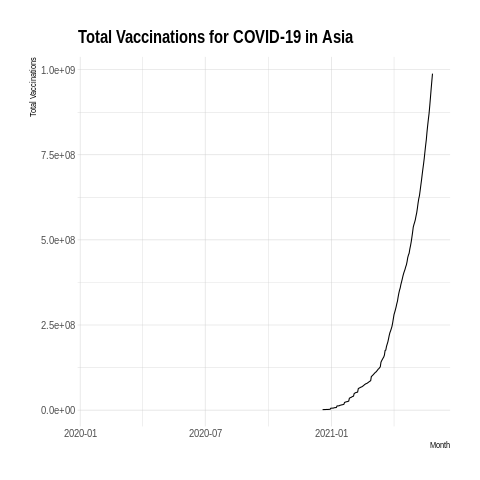 Total Vaccinations for COVID-19 in Asia
Total Vaccinations
1.0e+09
7.5e+08
5.0e+08
2.5e+08
0.0e+00
2020-01 2020-07 2021-01
Month